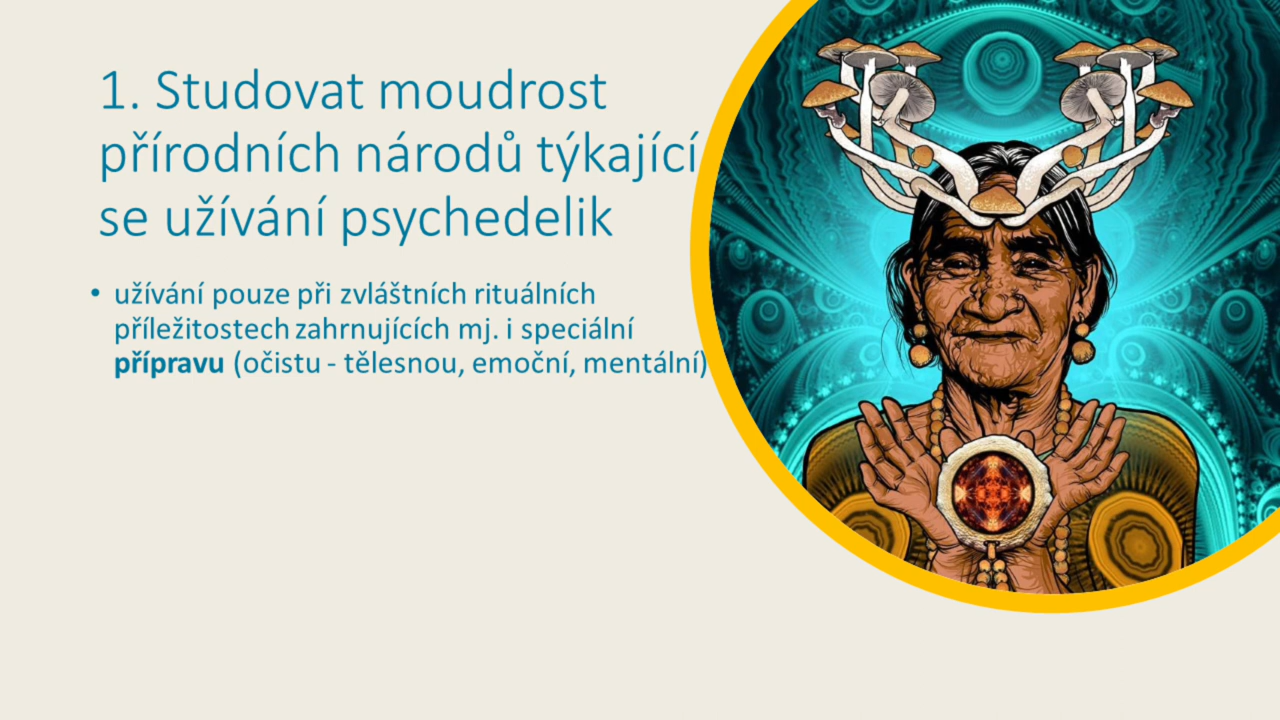 1. Studovat moudrost
přírodních národů týkající
se užívání psychedelik
• užívání pouze při zvláštních rituálních
příležitostech zahrnujících mj. i speciální
přípravu (očistu - tělesnou, emoční, mentální)